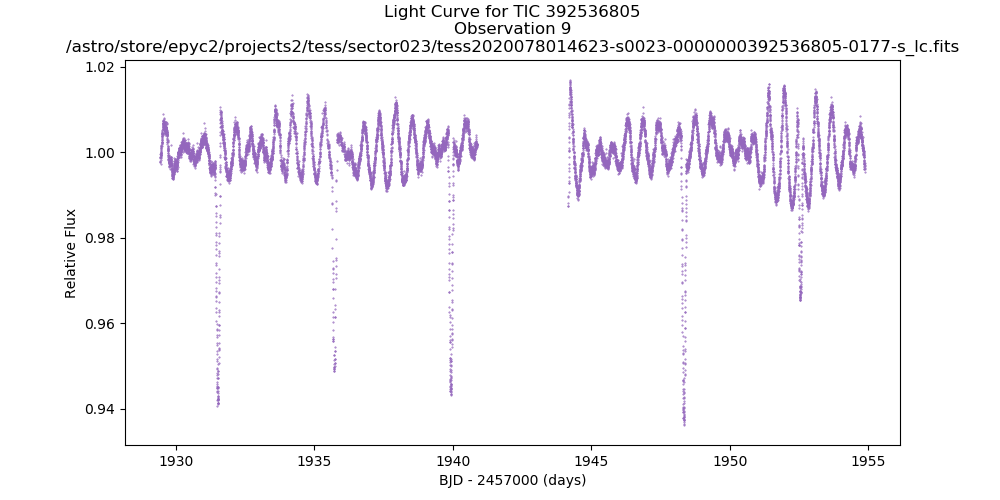 Light Curve for TIC 392536805
Observation 9
/astro/store/epyc2/projects2/tess/sector023/tess2020078014623-s0023-0000000392536805-0177-s_lc.fits
1.02
1.00
0.98
0.96
0.94
Relative Flux
1930
1935
1940
1945
1950
1955
BJD - 2457000 (days)